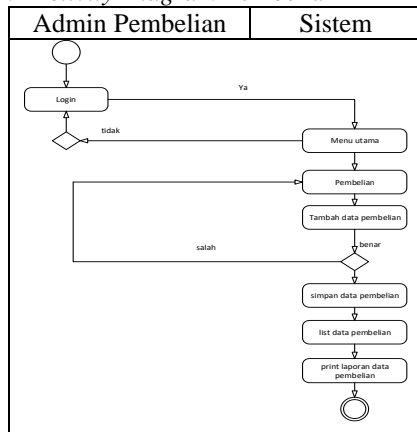 Admin Pembelian
Sistem
Login
Ya
tidak
Menu utama
Pembelian
Tambah data pembelian
salah
benar
simpan data pembelian
list data pembelian
print laporan data
pembelian